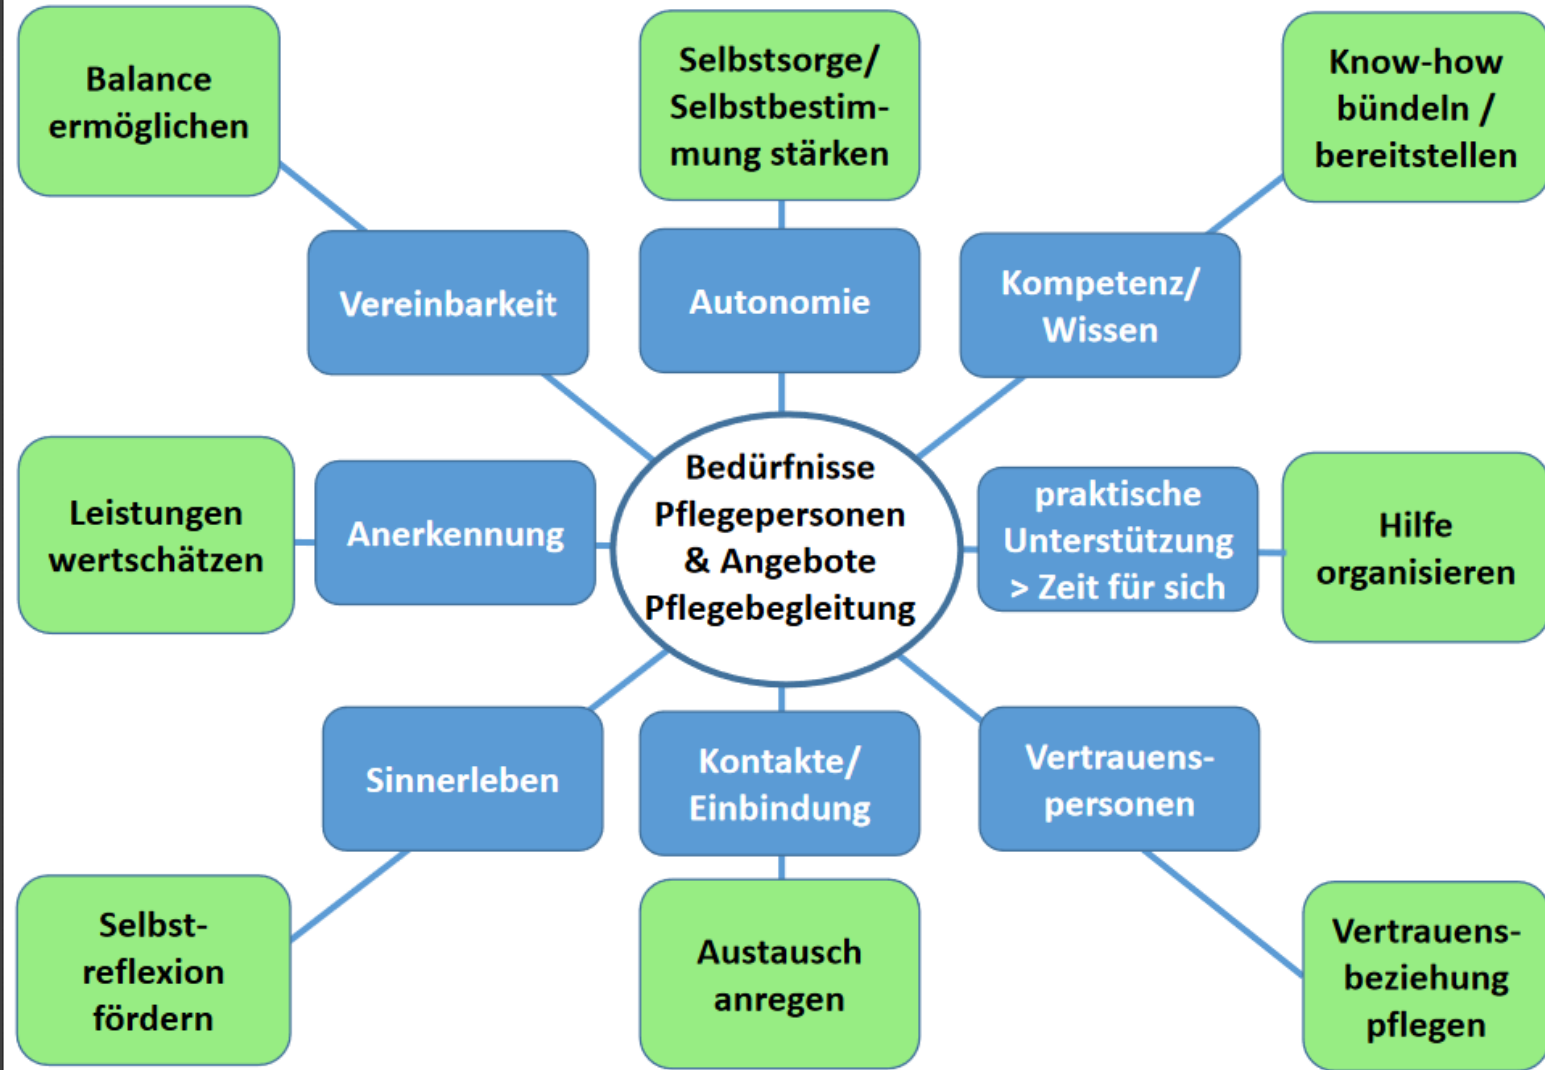 Balance
ermöglichen
Selbstsorge/
Selbstbestim-
mung stärken
Know-how
bündeln /
bereitstellen
Vereinbarkeit
Autonomie
Kompetenz/
Wissen
Leistungen
wertschätzen
Anerkennung
Bedürfnisse
Pflegepersonen
& Angebote
Pflegebegleitung
praktische
Unterstützung
> Zeit für sich
Hilfe
organisieren
Sinnerleben
Kontakte/
Einbindung
Vertrauens-
personen
Selbst-
reflexion
fördern
Austausch
anregen
Vertrauens-
beziehung
pflegen